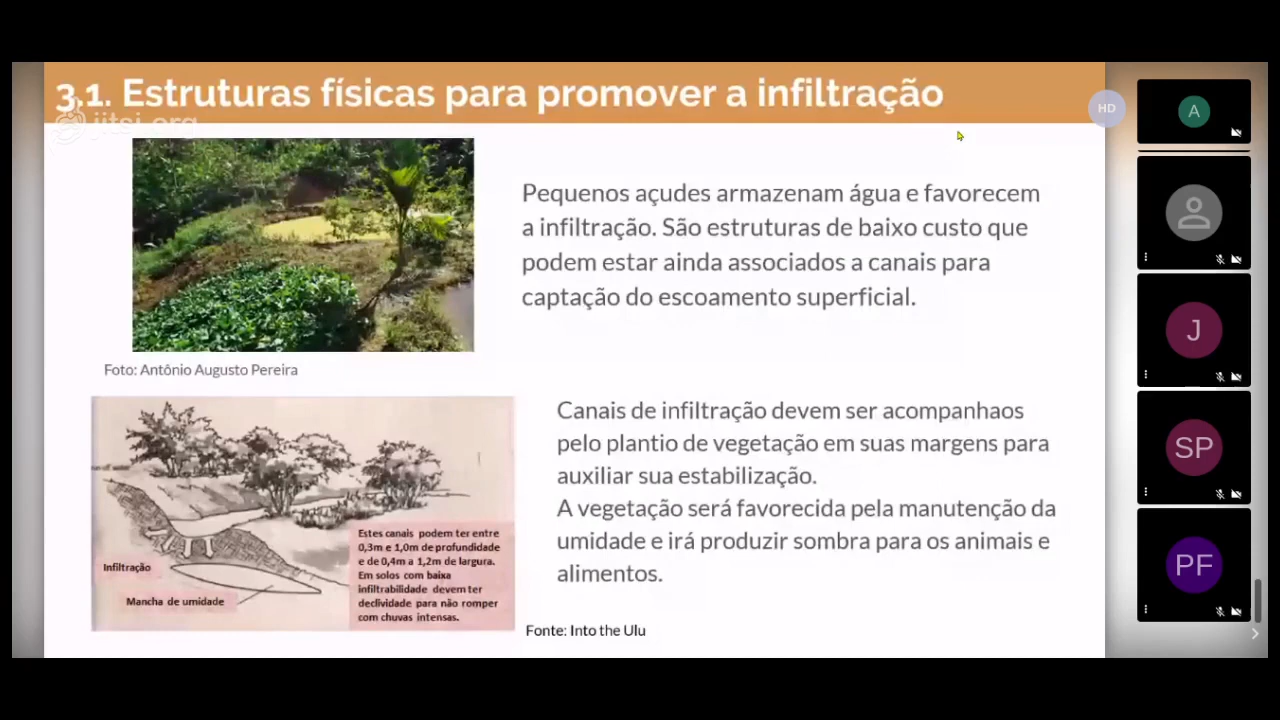 3.1. Estruturas físicas para promover a infiltração
jitsi.org
HD
A
Pequenos açudes armazenam água e favorecem
a infiltração. São estruturas de baixo custo que
podem estar ainda associados a canais para
captação do escoamento superficial.
Foto: Antônio Augusto Pereira
J
Canais de infiltração devem ser acompanhaos
pelo plantio de vegetação em suas margens para
auxiliar sua estabilização.
A vegetação será favorecida pela manutenção da
umidade e irá produzir sombra para os animais e
alimentos.
SP
Estes canais podem ter entre
0,3m e 1,0m de profundidade
e de 0,4m a 1,2m de largura.
Em solos com baixa
infiltrabilidade devem ter
declividade para não romper
com chuvas intensas.
Infiltração
Mancha de umidade
PF
Fonte: Into the Ulu